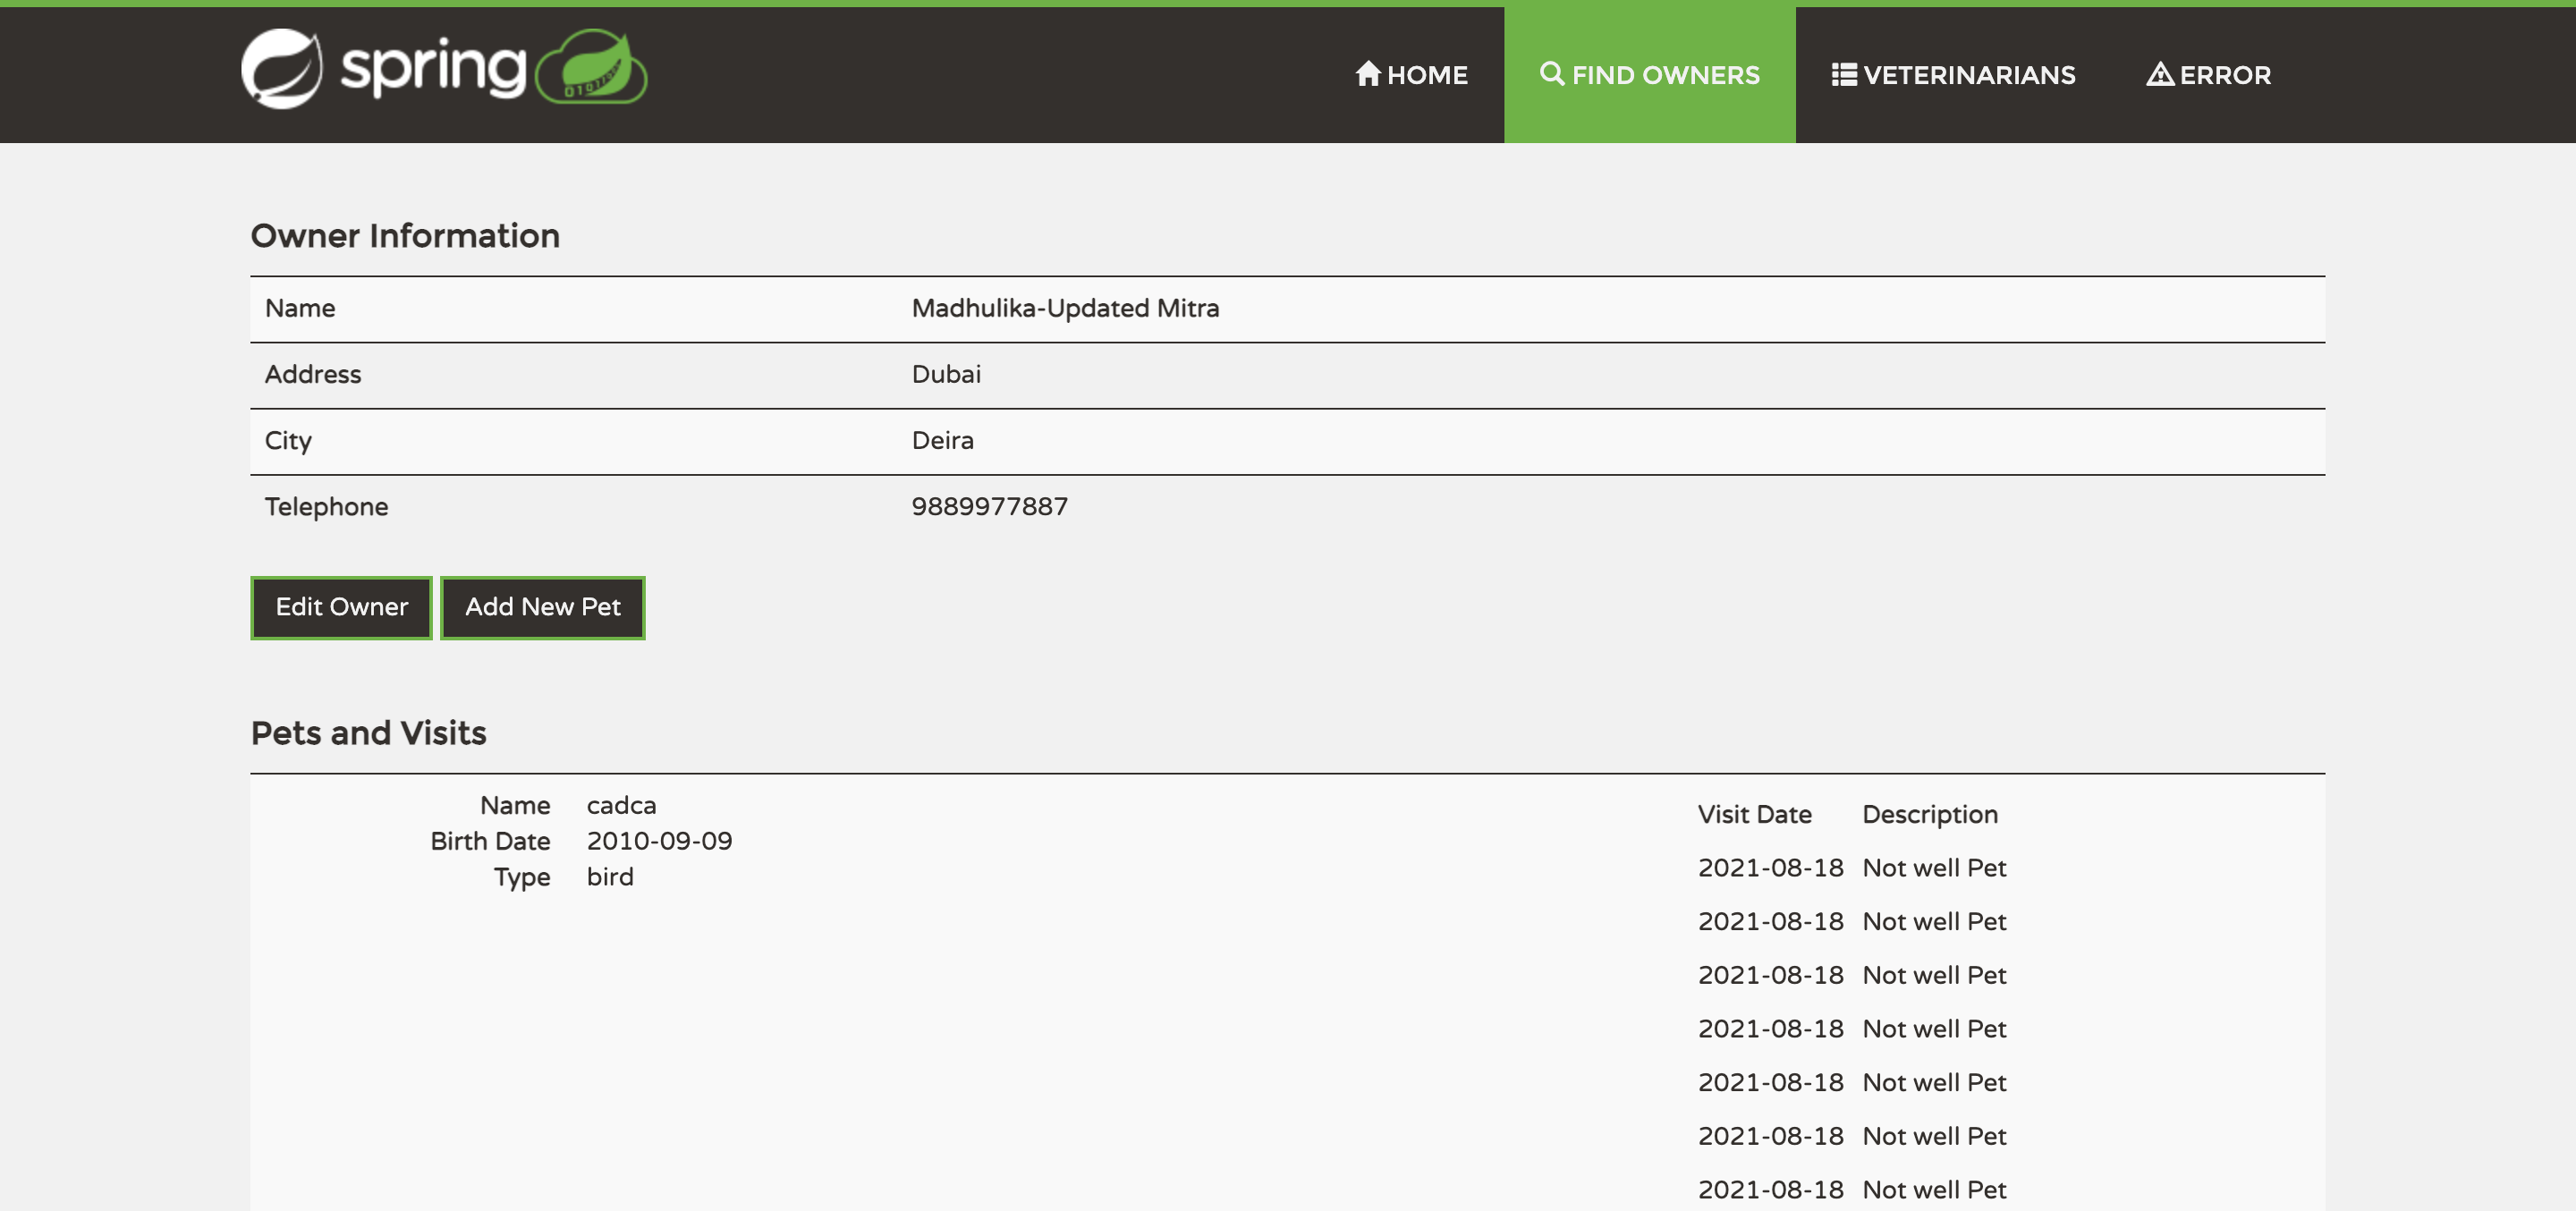 spring
010110
HOME
FIND OWNERS
VETERINARIANS
ERROR
Owner Information
Name Madhulika-Updated Mitra
Address Dubai
City Deira
Telephone 9889977887
Edit Owner
Add New Pet
Pets and Visits
Name cadca
Birth Date 2010-09-09
Type bird
Visit Date Description
2021-08-18 Not well Pet
2021-08-18 Not well Pet
2021-08-18 Not well Pet
2021-08-18 Not well Pet
2021-08-18 Not well Pet
2021-08-18 Not well Pet
2021-08-18 Not well Pet